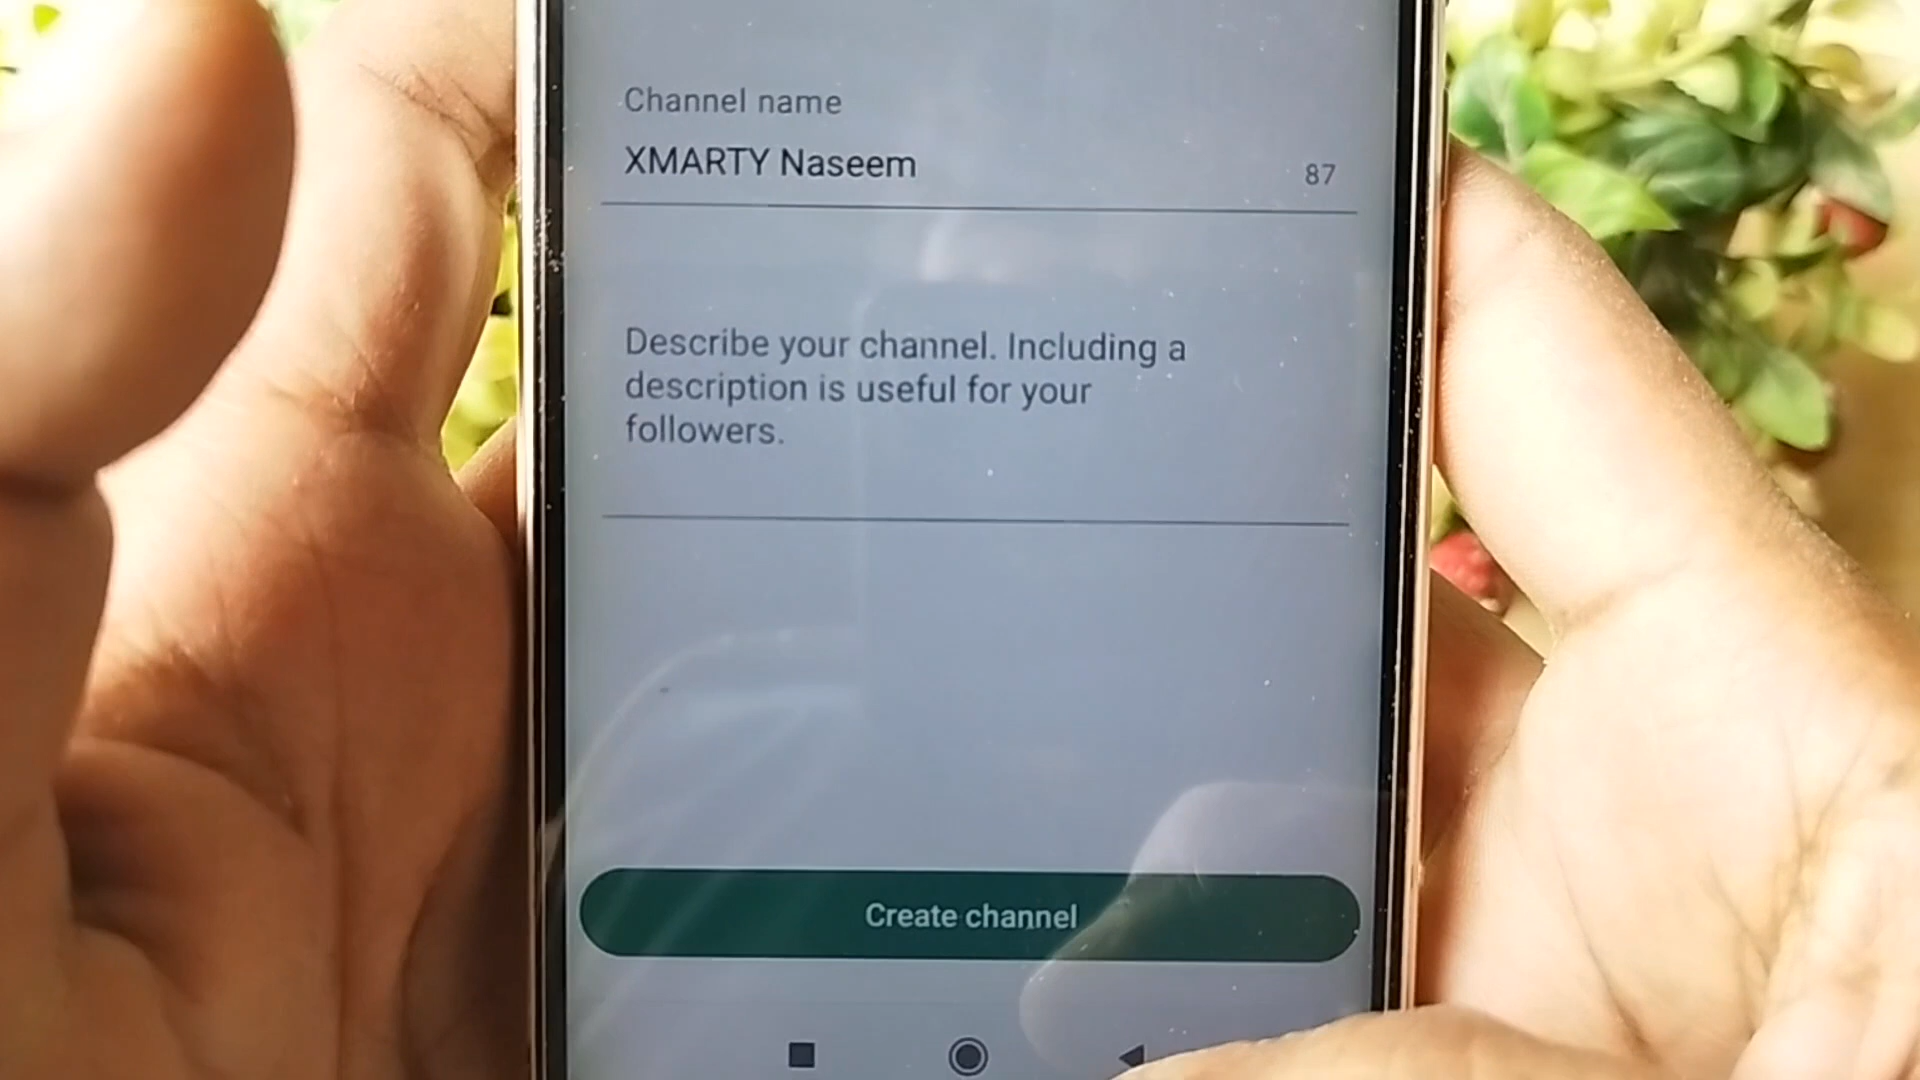 Channel name
XMARTY Naseem
87
Describe your channel. Including a
description is useful for your
followers.
Create channel